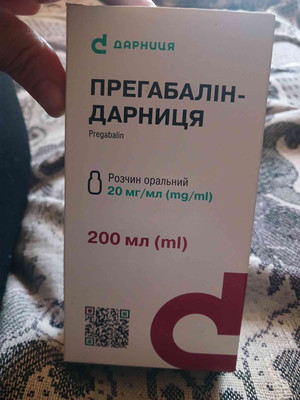 ДАРНИЦЯ
ПРЕГАБАЛІН-
ДАРНИЦЯ
Pregabalin
Розчин оральний
20 мг/мл (mg/ml)
200 мл (ml)